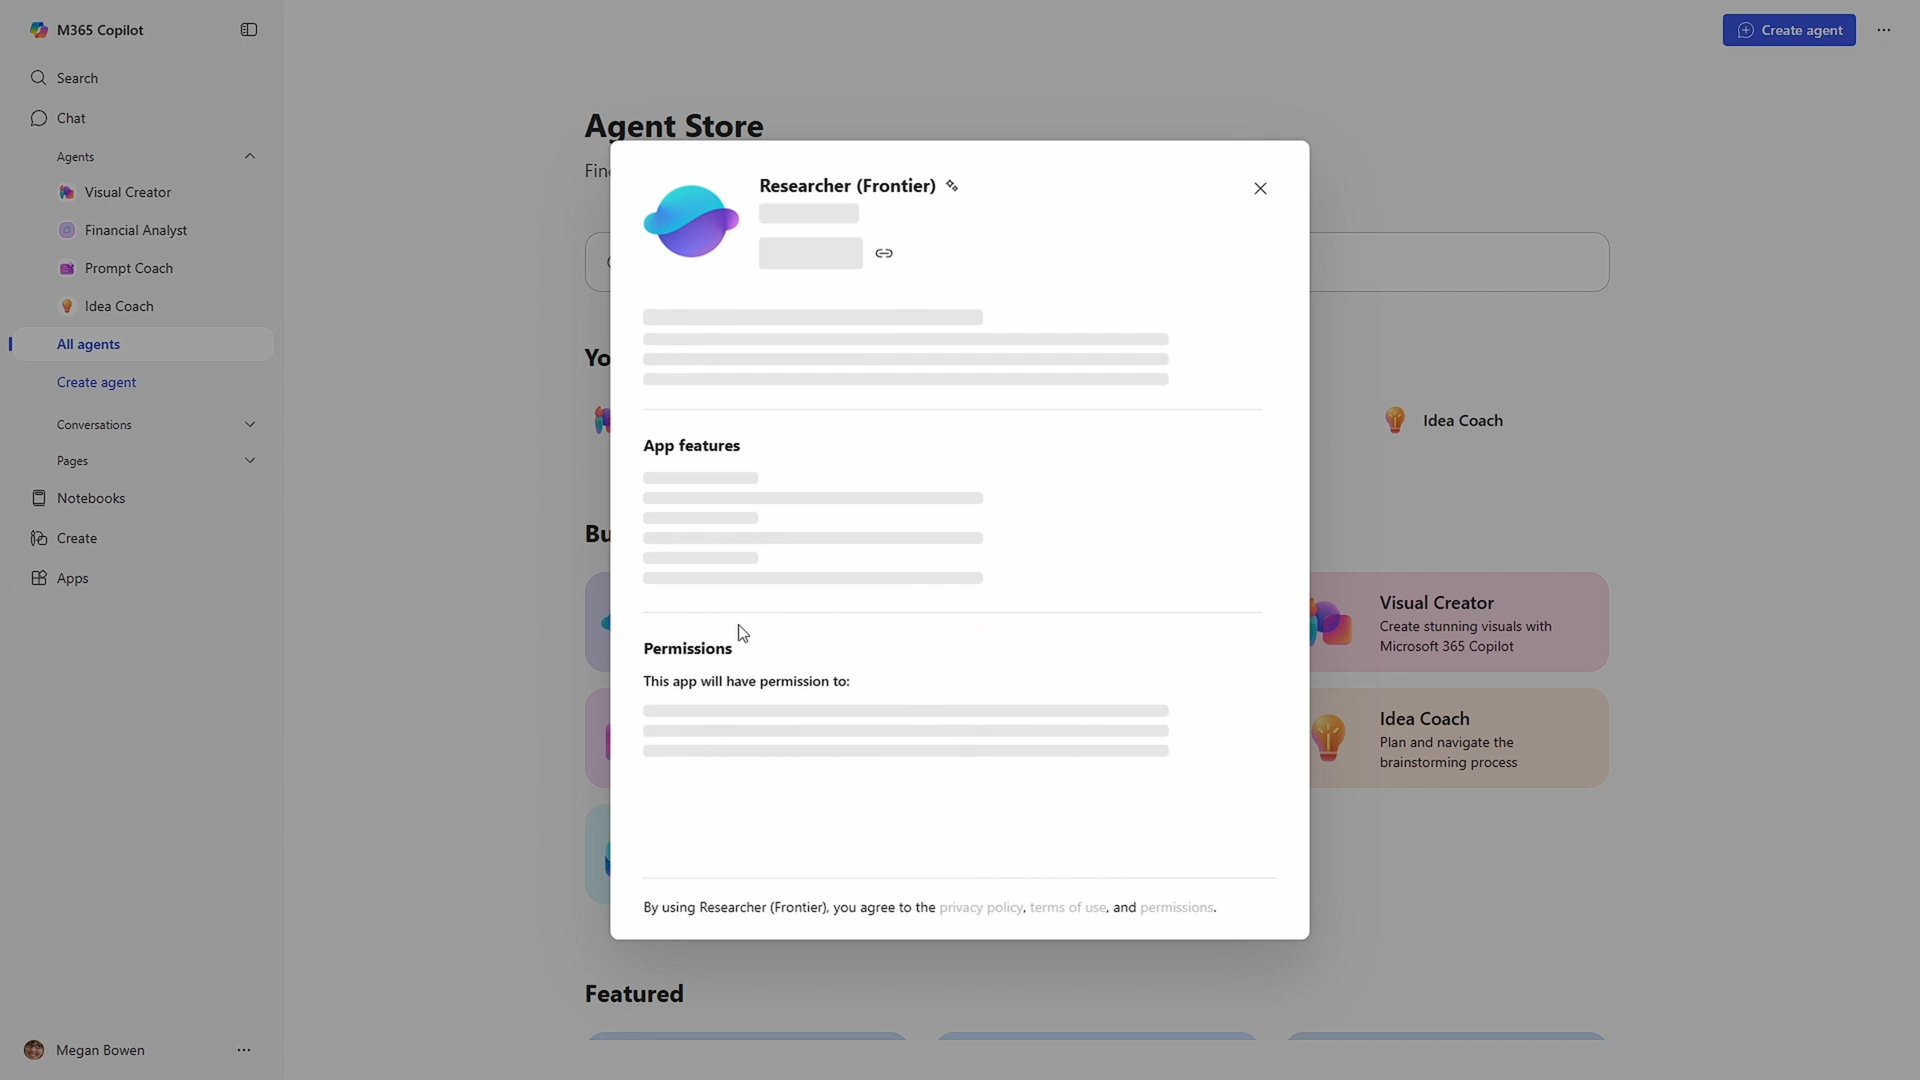 M365 Copilot
Search
Chat
Agents
Visual Creator
Financial Analyst
Prompt Coach
Idea Coach
All agents
Create agent
Conversations
Pages
Notebooks
Create
Apps
Megan Bowen
Create agent
Agent Store
Researcher (Frontier)
App features
Permissions
This app will have permission to:
By using Researcher (Frontier), you agree to the privacy policy, terms of use, and permissions.
Idea Coach
Visual Creator
Create stunning visuals with
Microsoft 365 Copilot
Idea Coach
Plan and navigate the
brainstorming process
Featured